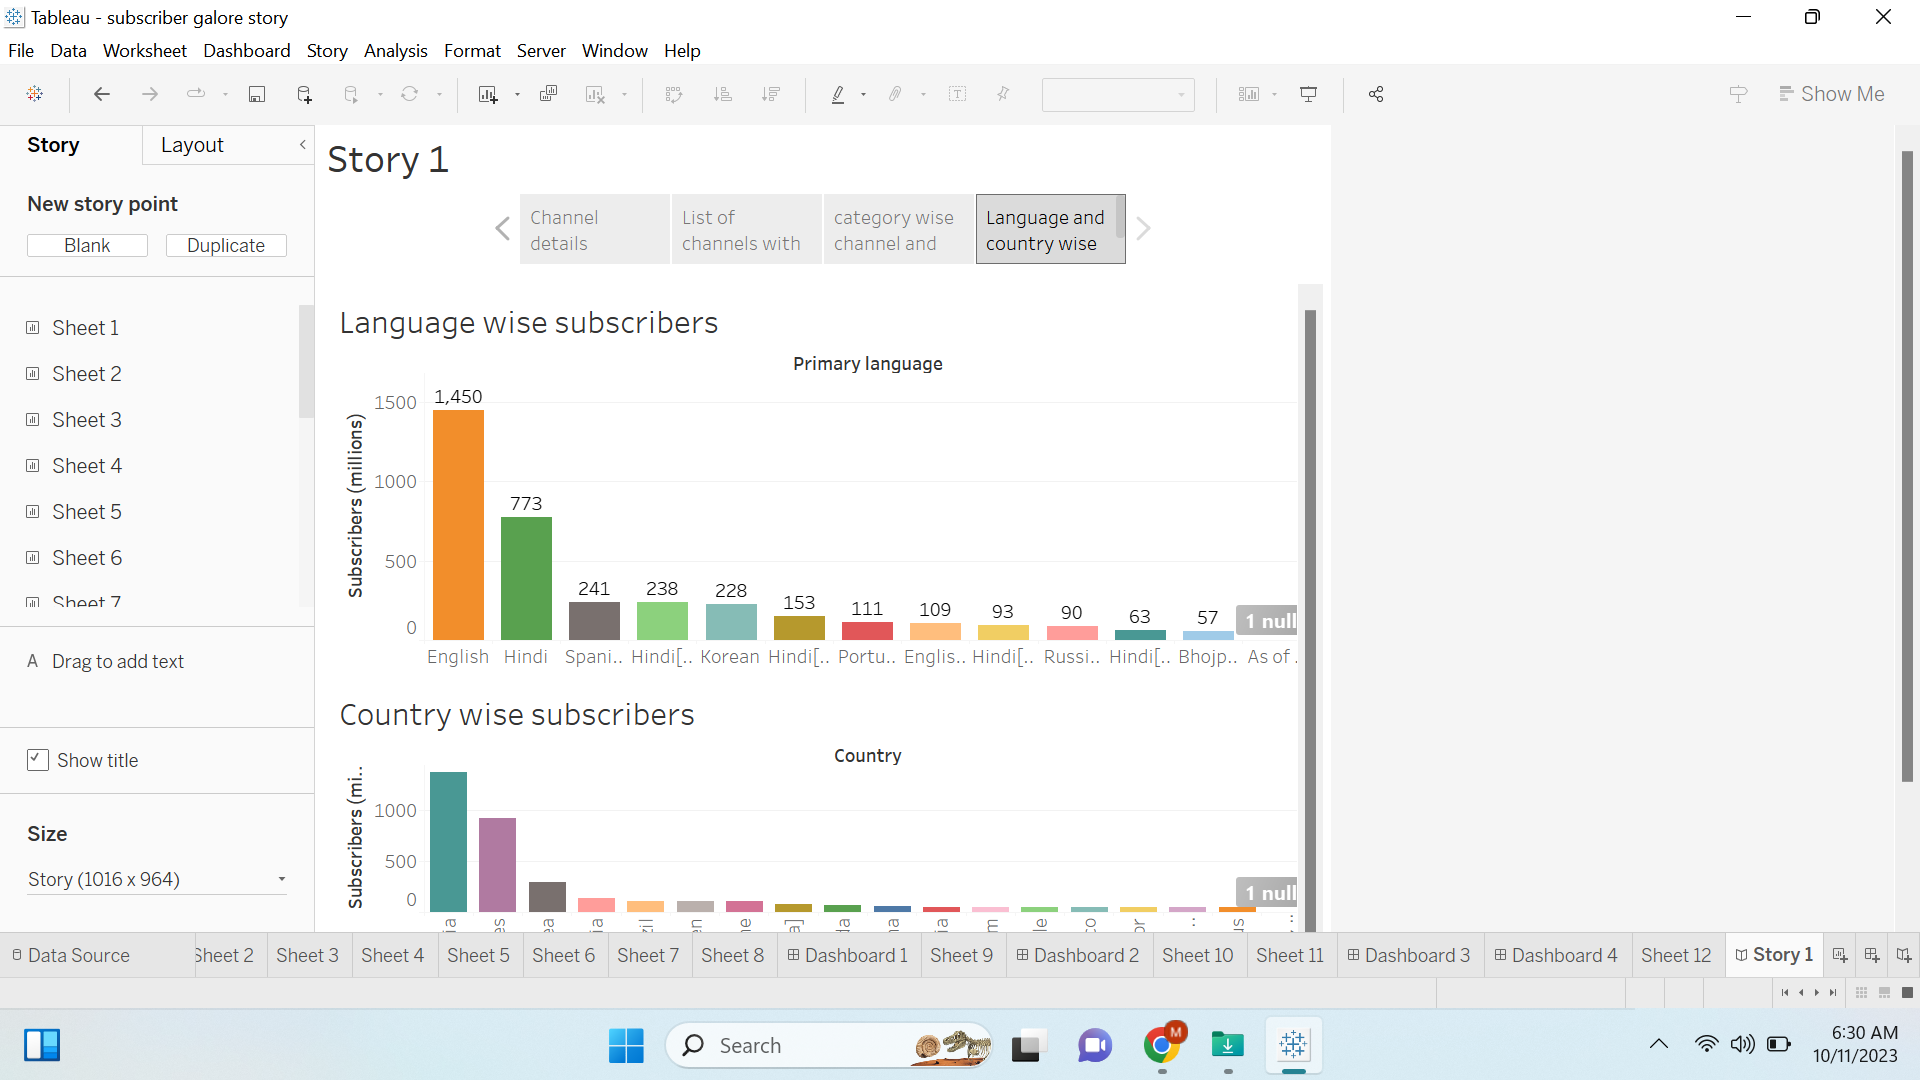 Tableau - subscriber galore story
File Data Worksheet Dashboard Story Analysis Format Server Window Help
Show Me
Story Layout
New story point
Blank Duplicate
Sheet 1
Sheet 2
Sheet 3
Sheet 4
Sheet 5
Sheet 6
Sheet 7
A Drag to add text
Show title
Size
Story (1016 x 964)
Story 1
Channel
details
List of
channels with
category wise
channel and
Language and
country wise
Language wise subscribers
Primary language
Subscribers (millions)
1500
1000
500
0
1,450
773
241
238
228
153
111
109
93
90
63
57
1 null
English Hindi Spani.. Hindi[.. Korean Hindi[.. Portu.. Englis.. Hindi[.. Russi.. Hindi[.. Bhojp.. As of .
Country wise subscribers
Country
Subscribers (mi..
1000
500
0
1 null
Data Source Sheet 2 Sheet 3 Sheet 4 Sheet 5 Sheet 6 Sheet 7 Sheet 8 Dashboard 1 Sheet 9 Dashboard 2 Sheet 10 Sheet 11 Dashboard 3 Dashboard 4 Sheet 12 Story 1
Search
M
6:30 AM
10/11/2023